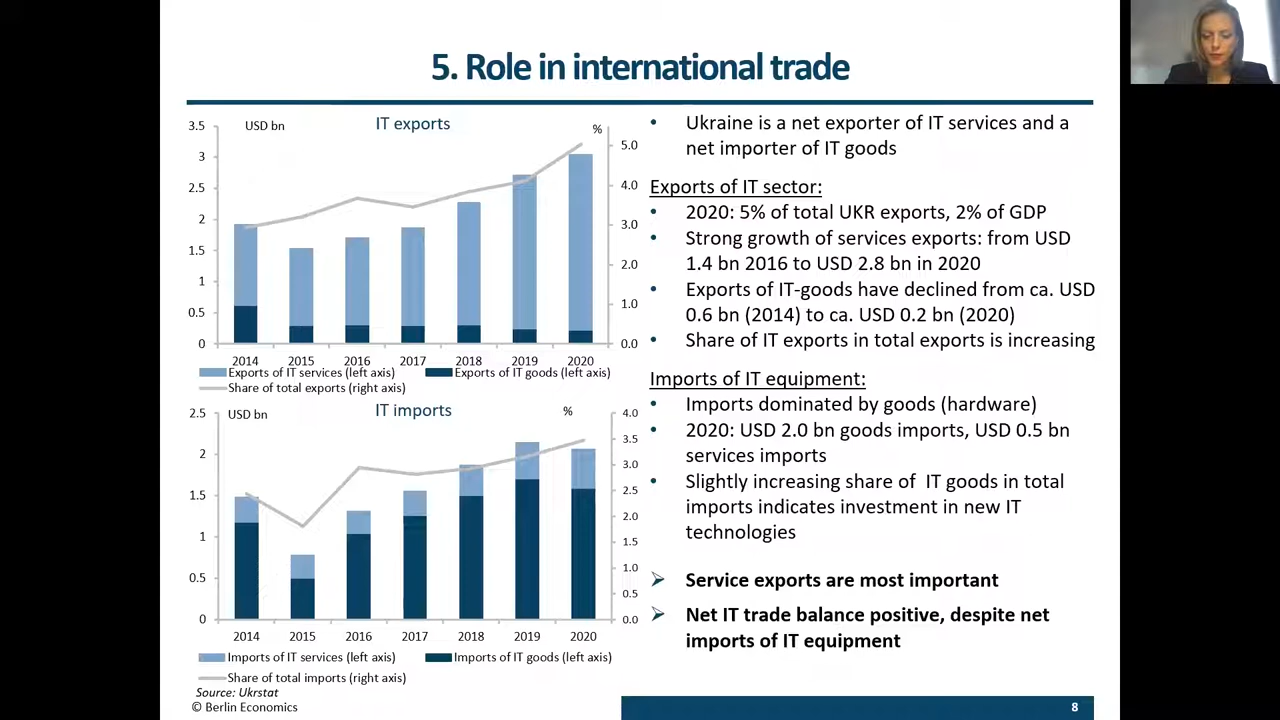 5. Role in international trade
USD bn
IT exports
%
3.5
3
2.5
2
1.5
1
0.5
0
5.0
4.0
3.0
2.0
1.0
0.0
2014 2015 2016 2017 2018 2019 2020
Exports of IT services (left axis) Exports of IT goods (left axis)
Share of total exports (right axis)
USD bn
IT imports
%
2.5
2
1.5
1
0.5
0
4.0
3.5
3.0
2.5
2.0
1.5
1.0
0.5
0.0
2014 2015 2016 2017 2018 2019 2020
Imports of IT services (left axis) Imports of IT goods (left axis)
Share of total imports (right axis)
Source: Ukrstat
© Berlin Economics
• Ukraine is a net exporter of IT services and a
net importer of IT goods
Exports of IT sector:
• 2020: 5% of total UKR exports, 2% of GDP
• Strong growth of services exports: from USD
1.4 bn 2016 to USD 2.8 bn in 2020
• Exports of IT-goods have declined from ca. USD
0.6 bn (2014) to ca. USD 0.2 bn (2020)
• Share of IT exports in total exports is increasing
Imports of IT equipment:
• Imports dominated by goods (hardware)
• 2020: USD 2.0 bn goods imports, USD 0.5 bn
services imports
• Slightly increasing share of IT goods in total
imports indicates investment in new IT
technologies
➢ Service exports are most important
➢ Net IT trade balance positive, despite net
imports of IT equipment
8